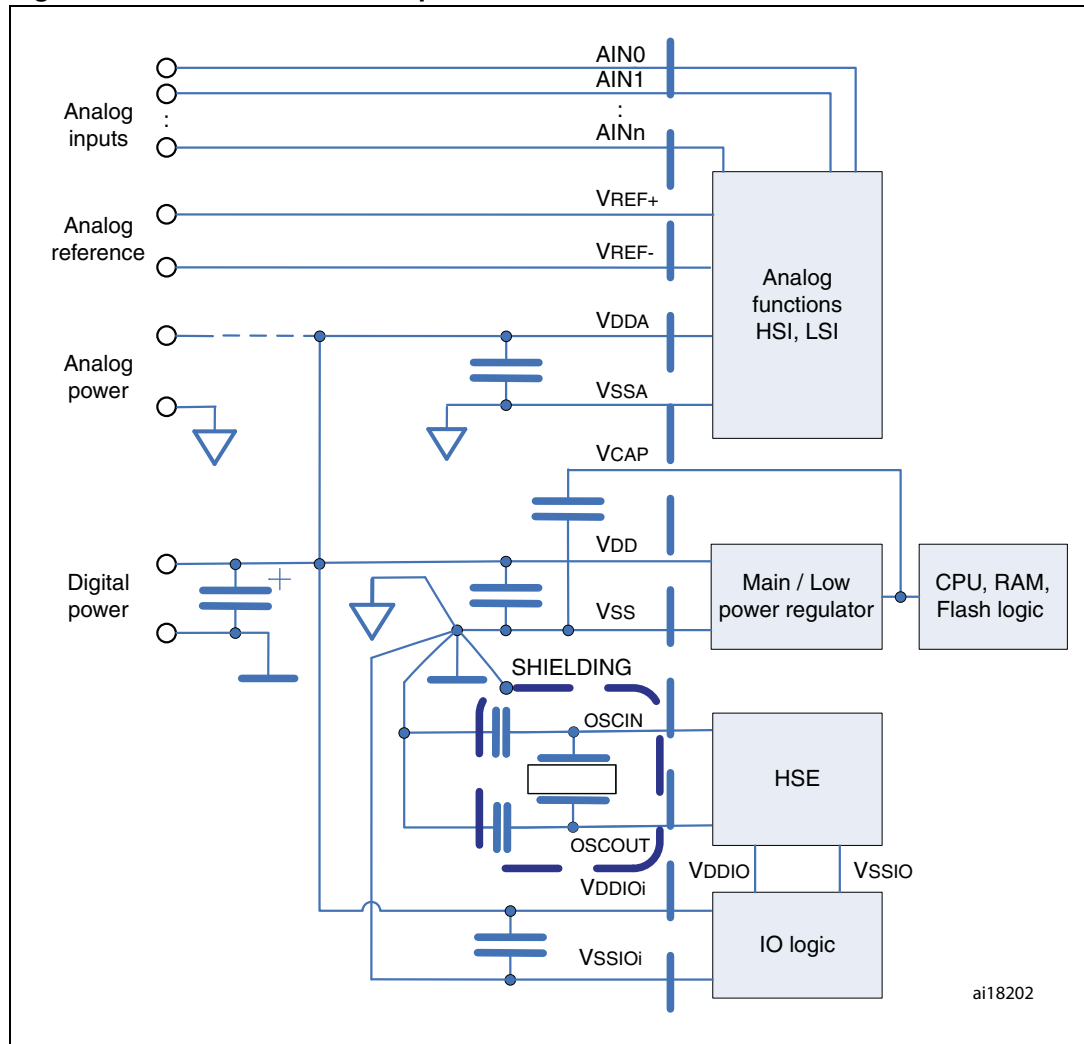 AIN0
AIN1
:
AINn
Analog
:
inputs
VREF+
Analog
reference
VREF-
Analog
functions
HSI, LSI
VDDA
Analog
power
VSSA
VCAP
VDD
+
Digital
power
Main / Low
power regulator
CPU, RAM,
Flash logic
VSS
SHIELDING
OSCIN
HSE
OSCOUT
VDDIO
VSSIO
VDDIOi
IO logic
VSSIOi
ai18202